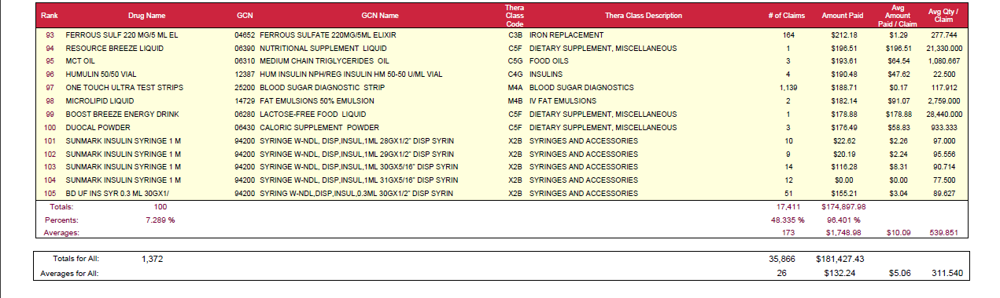 Rank Drug Name GCN GCN Name Thera Class Code Thera Class Description # of Claims Amount Paid Avg Amount Paid / Claim Avg Qty / Claim
93 FERROUS SULF 220 MG/5 ML EL 04652 FERROUS SULFATE 220MG/5ML ELIXIR C3B IRON REPLACEMENT 164 $212.18 $1.29 277.744
94 RESOURCE BREEZE LIQUID 06390 NUTRITIONAL SUPPLEMENT LIQUID C5F DIETARY SUPPLEMENT, MISCELLANEOUS 1 $196.51 $196.51 21,330.000
95 MCT OIL 06310 MEDIUM CHAIN TRIGLYCERIDES OIL C5G FOOD OILS 3 $193.61 $64.54 1,080.667
96 HUMULIN 50/50 VIAL 12387 HUM INSULIN NPH/REG INSULIN HM 50-50 U/ML VIAL C4G INSULINS 4 $190.48 $47.62 22.500
97 ONE TOUCH ULTRA TEST STRIPS 25200 BLOOD SUGAR DIAGNOSTIC STRIP M4A BLOOD SUGAR DIAGNOSTICS 1,139 $188.71 $0.17 117.912
98 MICROLIPID LIQUID 14729 FAT EMULSIONS 50% EMULSION M4B IV FAT EMULSIONS 2 $182.14 $91.07 2,759.000
99 BOOST BREEZE ENERGY DRINK 06280 LACTOSE-FREE FOOD LIQUID C5F DIETARY SUPPLEMENT, MISCELLANEOUS 1 $178.88 $178.88 28,440.000
100 DUOCAL POWDER 06430 CALORIC SUPPLEMENT POWDER C5F DIETARY SUPPLEMENT, MISCELLANEOUS 3 $176.49 $58.83 933.333
101 SUNMARK INSULIN SYRINGE 1 M 94200 SYRINGE W-NDL, DISP,INSUL,1ML 28GX1/2" DISP SYRIN X2B SYRINGES AND ACCESSORIES 10 $22.62 $2.26 97.000
102 SUNMARK INSULIN SYRINGE 1 M 94200 SYRINGE W-NDL, DISP,INSUL,1ML 29GX1/2" DISP SYRIN X2B SYRINGES AND ACCESSORIES 9 $20.19 $2.24 95.556
103 SUNMARK INSULIN SYRINGE 1 M 94200 SYRINGE W-NDL, DISP,INSUL,1ML 30GX5/16" DISP SYRIN X2B SYRINGES AND ACCESSORIES 14 $116.28 $8.31 90.714
104 SUNMARK INSULIN SYRINGE 1 M 94200 SYRINGE W-NDL, DISP,INSUL,1ML 31GX5/16" DISP SYRIN X2B SYRINGES AND ACCESSORIES 12 $0.00 $0.00 77.500
105 BD UF INS SYR 0.3 ML 30GX1/ 94200 SYRING W-NDL,DISP,INSUL,0.3ML 30GX1/2" DISP SYRIN X2B SYRINGES AND ACCESSORIES 51 $155.21 $3.04 89.627
Totals: 100 17,411 $174,897.98
Percents: 7.289 % 48.335 % 96.401 %
Averages: 173 $1,748.98 $10.09 539.851
Totals for All: 1,372 35,866 $181,427.43
Averages for All: 26 $132.24 $5.06 311.540